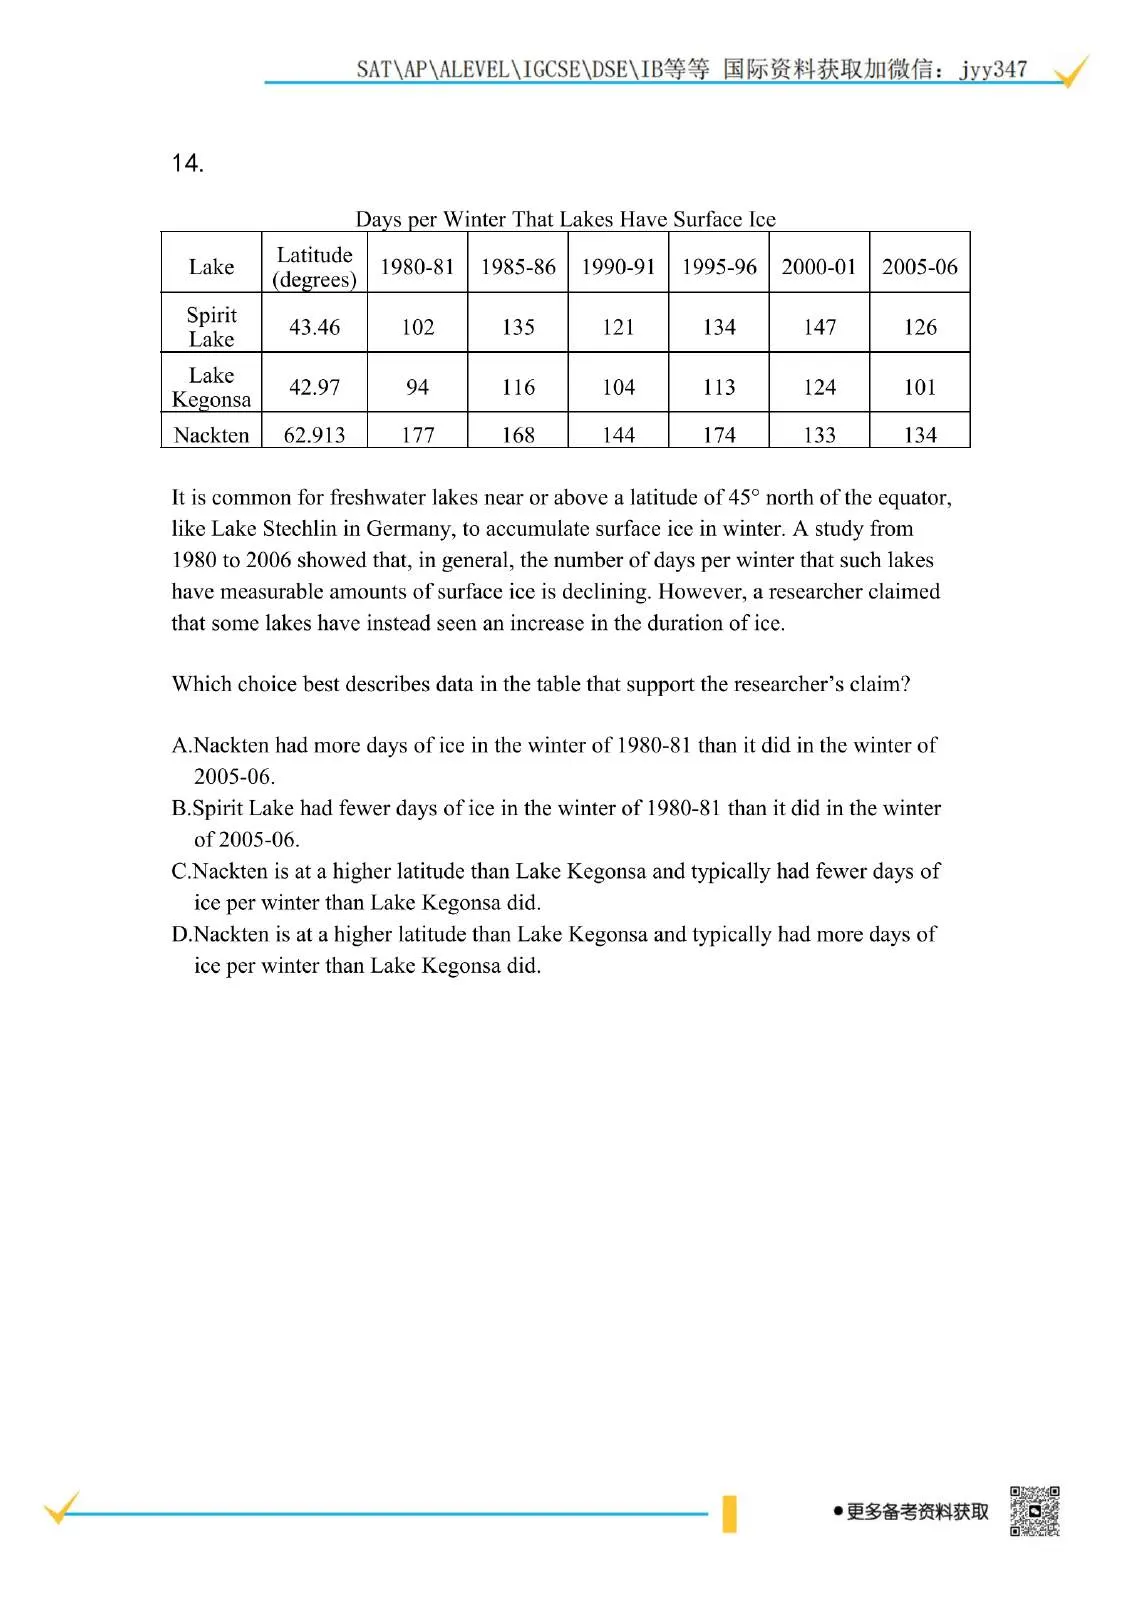 SAT\AP\ALEVEL\IGCSE\DSE\IB等等 国际资料获取加微信：jyy347
14.
Days per Winter That Lakes Have Surface Ice
Lake Latitude (degrees) 1980-81 1985-86 1990-91 1995-96 2000-01 2005-06
Spirit Lake 43.46 102 135 121 134 147 126
Lake Kegonsa 42.97 94 116 104 113 124 101
Nackten 62.913 177 168 144 174 133 134
It is common for freshwater lakes near or above a latitude of 45° north of the equator,
like Lake Stechlin in Germany, to accumulate surface ice in winter. A study from
1980 to 2006 showed that, in general, the number of days per winter that such lakes
have measurable amounts of surface ice is declining. However, a researcher claimed
that some lakes have instead seen an increase in the duration of ice.
Which choice best describes data in the table that support the researcher's claim?
A.Nackten had more days of ice in the winter of 1980-81 than it did in the winter of
2005-06.
B.Spirit Lake had fewer days of ice in the winter of 1980-81 than it did in the winter
of 2005-06.
C.Nackten is at a higher latitude than Lake Kegonsa and typically had fewer days of
ice per winter than Lake Kegonsa did.
D.Nackten is at a higher latitude than Lake Kegonsa and typically had more days of
ice per winter than Lake Kegonsa did.
●更多备考资料获取